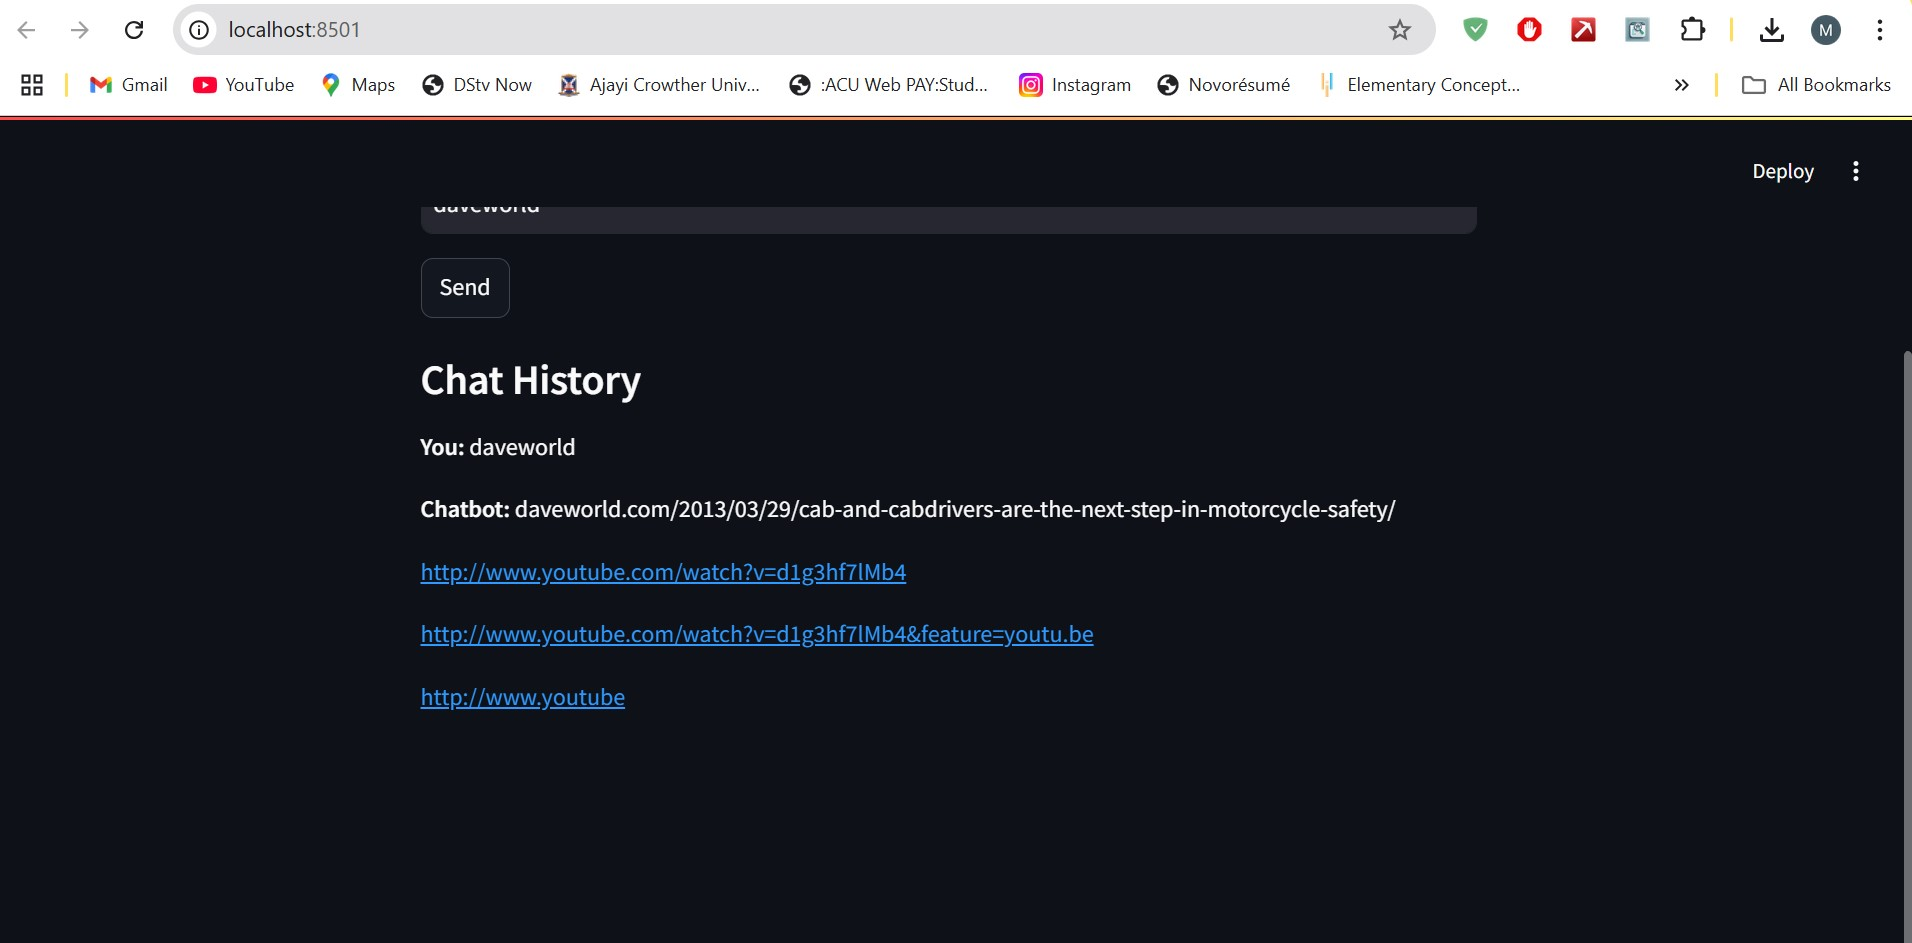 localhost:8501
M
Gmail YouTube Maps DStv Now Ajayi Crowther Univ... :ACU Web PAY:Stud... Instagram Novorésumé Elementary Concept... » All Bookmarks
Deploy
daveworld
Send
Chat History
You: daveworld
Chatbot: daveworld.com/2013/03/29/cab-and-cabdrivers-are-the-next-step-in-motorcycle-safety/
http://www.youtube.com/watch?v=d1g3hf7lMb4
http://www.youtube.com/watch?v=d1g3hf7lMb4&feature=youtu.be
http://www.youtube